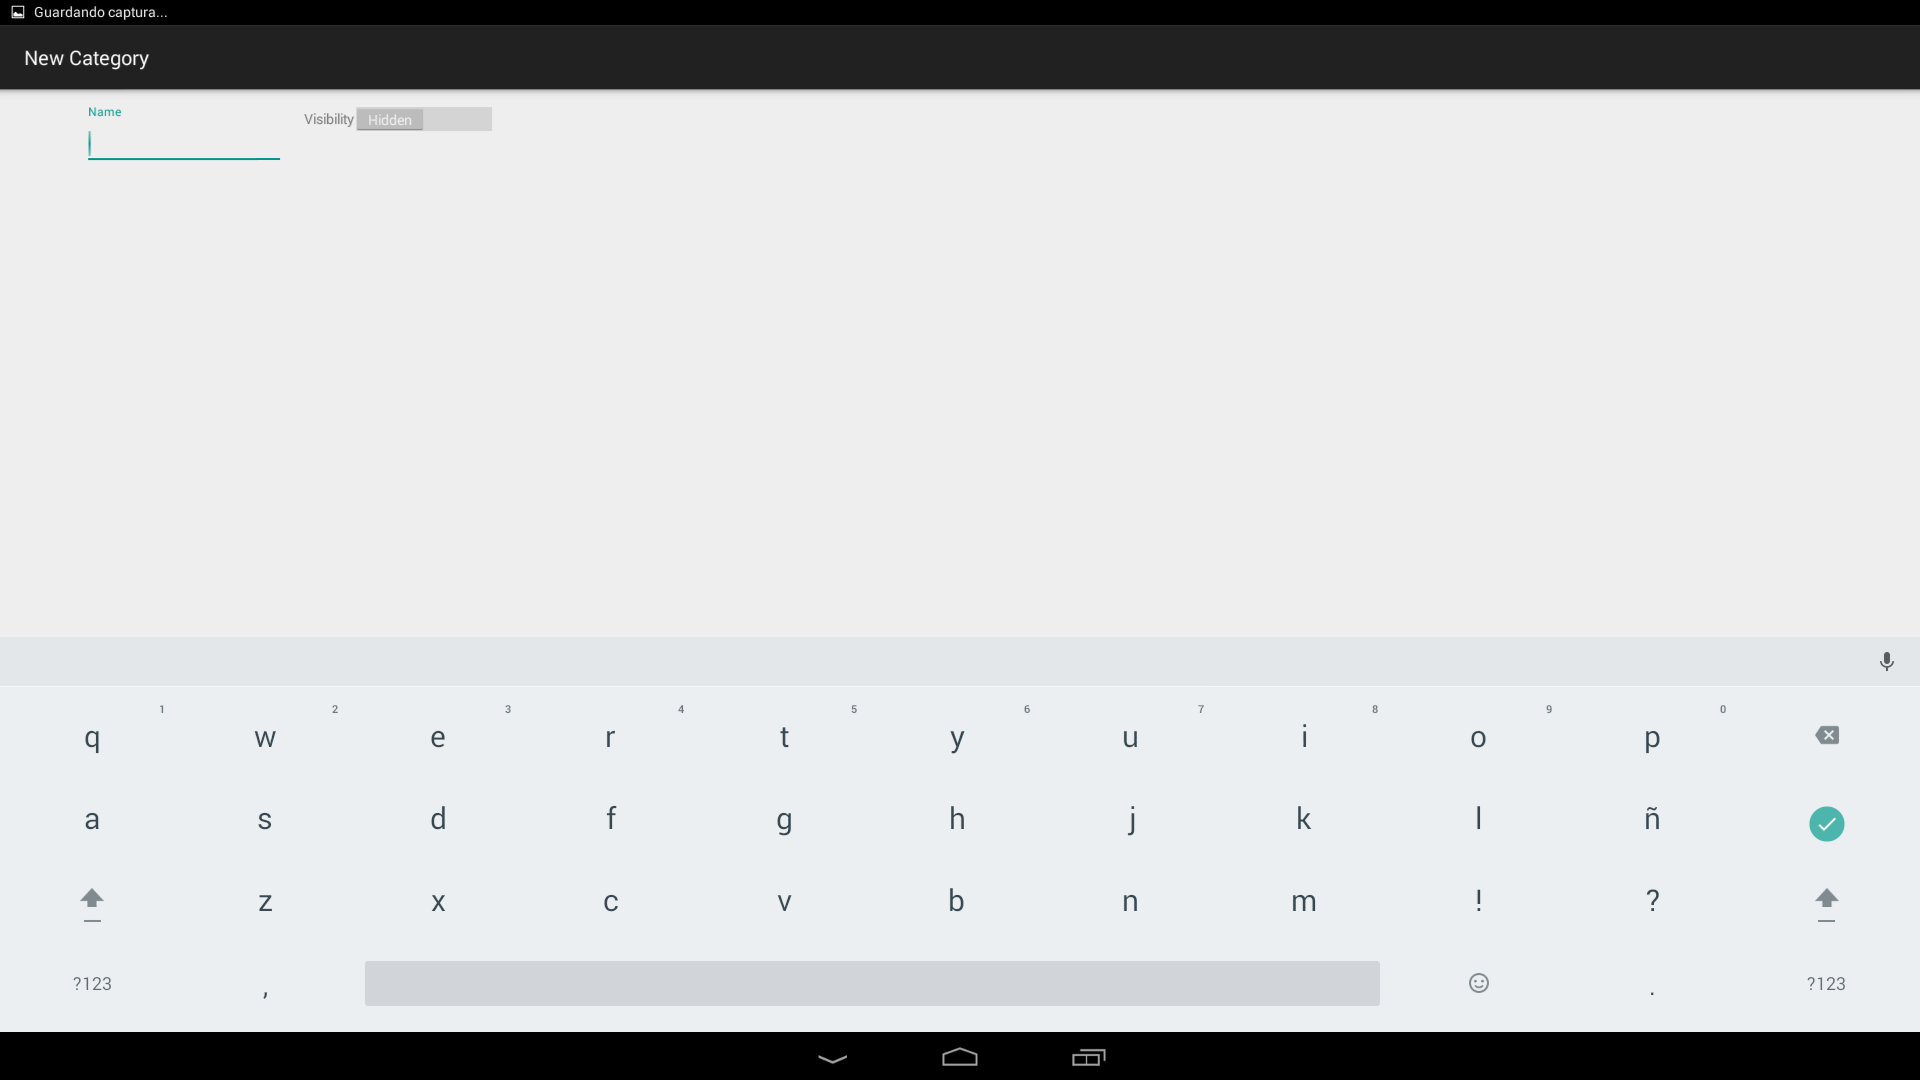 Guardando captura...
New Category
Name
Visibility Hidden
1 2 3 4 5 6 7 8 9 0
q w e r t y u i o p
a s d f g h j k l ñ
z x c v b n m ! ?
?123 , . ?123